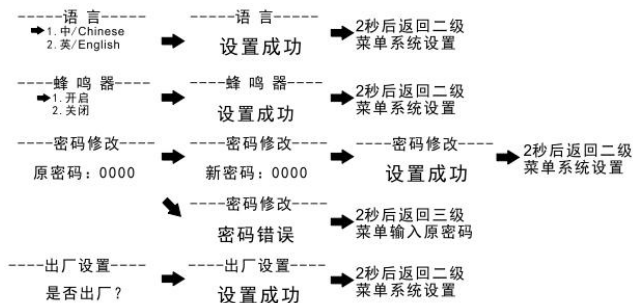 ------语 言------
➡1. 中/Chinese
2. 英/English
-----语 言-----
设置成功
2秒后返回二级
菜单系统设置
-----蜂 鸣 器----
➡1. 开启
2. 关闭
-----蜂 鸣 器----
设置成功
2秒后返回二级
菜单系统设置
----密码修改----
原密码：0000
----密码修改----
新密码：0000
----密码修改----
设置成功
2秒后返回二级
菜单系统设置
----密码修改----
密码错误
2秒后返回三级
菜单输入原密码
----出厂设置-----
是否出厂？
----出厂设置----
设置成功
2秒后返回二级
菜单系统设置